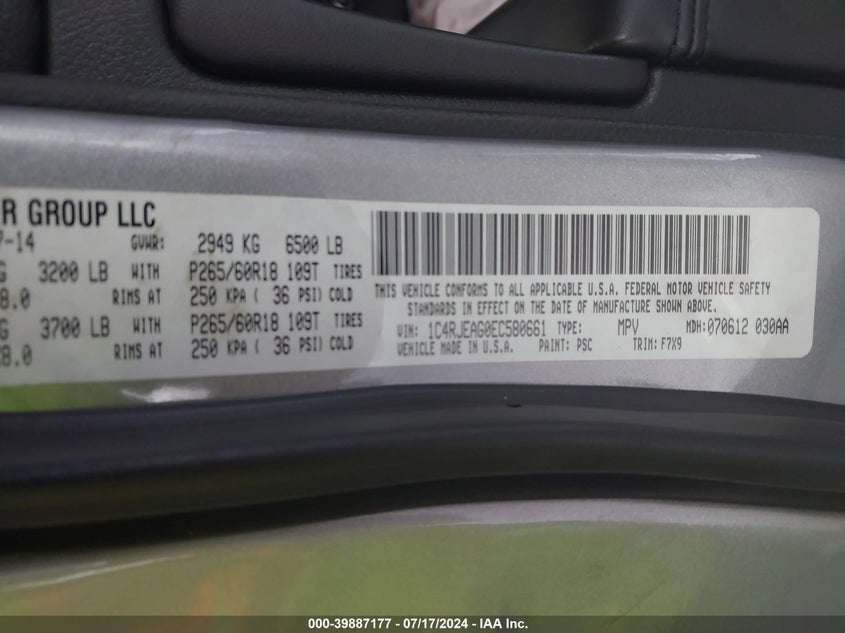 R GROUP LLC
7-14 GVWR: 2949 KG 6500 LB
G 3200 LB WITH P265/60R18 109T TIRES
8.0 RIMS AT 250 KPA ( 36 PSI) COLD
G 3700 LB WITH P265/60R18 109T TIRES
8.0 RIMS AT 250 KPA ( 36 PSI) COLD
THIS VEHICLE CONFORMS TO ALL APPLICABLE U.S.A. FEDERAL MOTOR VEHICLE SAFETY
STANDARDS IN EFFECT ON THE DATE OF MANUFACTURE SHOWN ABOVE.
VIN: 1C4RJEAG0EC580661 TYPE: MPV MDH: 070612 030AA
VEHICLE MADE IN U.S.A. PAINT: PSC TRIM: F7X9
000-39887177 - 07/17/2024 - IAA Inc.